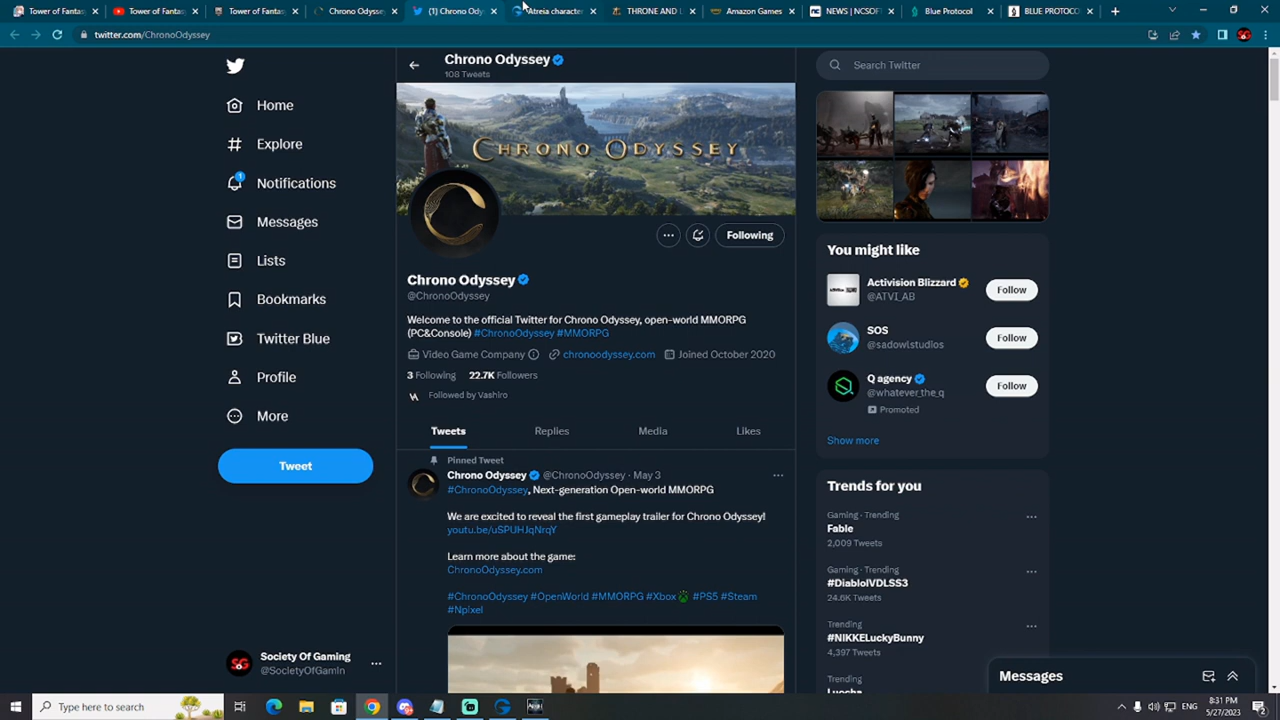 Tower of Fantas
Tower of Fantas
Tower of Fantas
Chrono Odyssey
(1) Chrono Ody
Atreia character
THRONE AND L
Amazon Games
NEWS | NCSOF
Blue Protocol
BLUE PROTOCO
twitter.com/ChronoOdyssey
Chrono Odyssey
108 Tweets
Search Twitter
Home
Explore
1
Notifications
Messages
Lists
Bookmarks
Twitter Blue
Profile
More
Tweet
CHRONO ODYSSEY
Following
Chrono Odyssey
@ChronoOdyssey
Welcome to the official Twitter for Chrono Odyssey, open-world MMORPG
(PC&Console) #ChronoOdyssey #MMORPG
Video Game Company chronoodyssey.com Joined October 2020
3 Following 22.7K Followers
Followed by Vashiro
Tweets Replies Media Likes
Pinned Tweet
Chrono Odyssey @ChronoOdyssey · May 3
#ChronoOdyssey, Next-generation Open-world MMORPG
We are excited to reveal the first gameplay trailer for Chrono Odyssey!
youtu.be/uSPUHJqNrqY
Learn more about the game:
ChronoOdyssey.com
#ChronoOdyssey #OpenWorld #MMORPG #Xbox #PS5 #Steam
#Npixel
You might like
Activision Blizzard
@ATVI_AB
Follow
SOS
@sadowlstudios
Follow
Q agency
@whatever_the_q
Promoted
Follow
Show more
Trends for you
Gaming · Trending
Fable
2,009 Tweets
Gaming · Trending
#DiabloIVDLSS3
24.6K Tweets
Trending
#NIKKELuckyBunny
4,397 Tweets
Trending
Messages
SG
Society Of Gaming
@SocietyOfGamIn
Type here to search
ENG
8:31 PM
5/27/2023
2